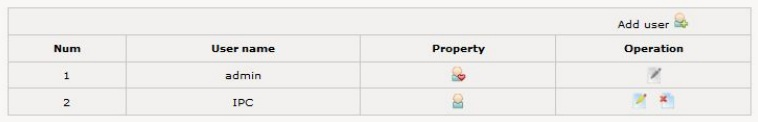 Add user
Num User name Property Operation
1 admin
2 IPC